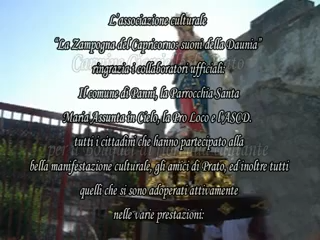 L'associazione culturale
"La Zampogna del Capricorno: suoni della Daunia"
ringrazia i collaboratori ufficiali:
Il comune di Panni, la Parrocchia Santa
Maria Assunta in Cielo, la Pro Loco e l'ASCD.
tutti i cittadini che hanno partecipato alla
bella manifestazione culturale, gli amici di Prato, ed inoltre tutti
quelli che si sono adoperati attivamente
nelle varie prestazioni: